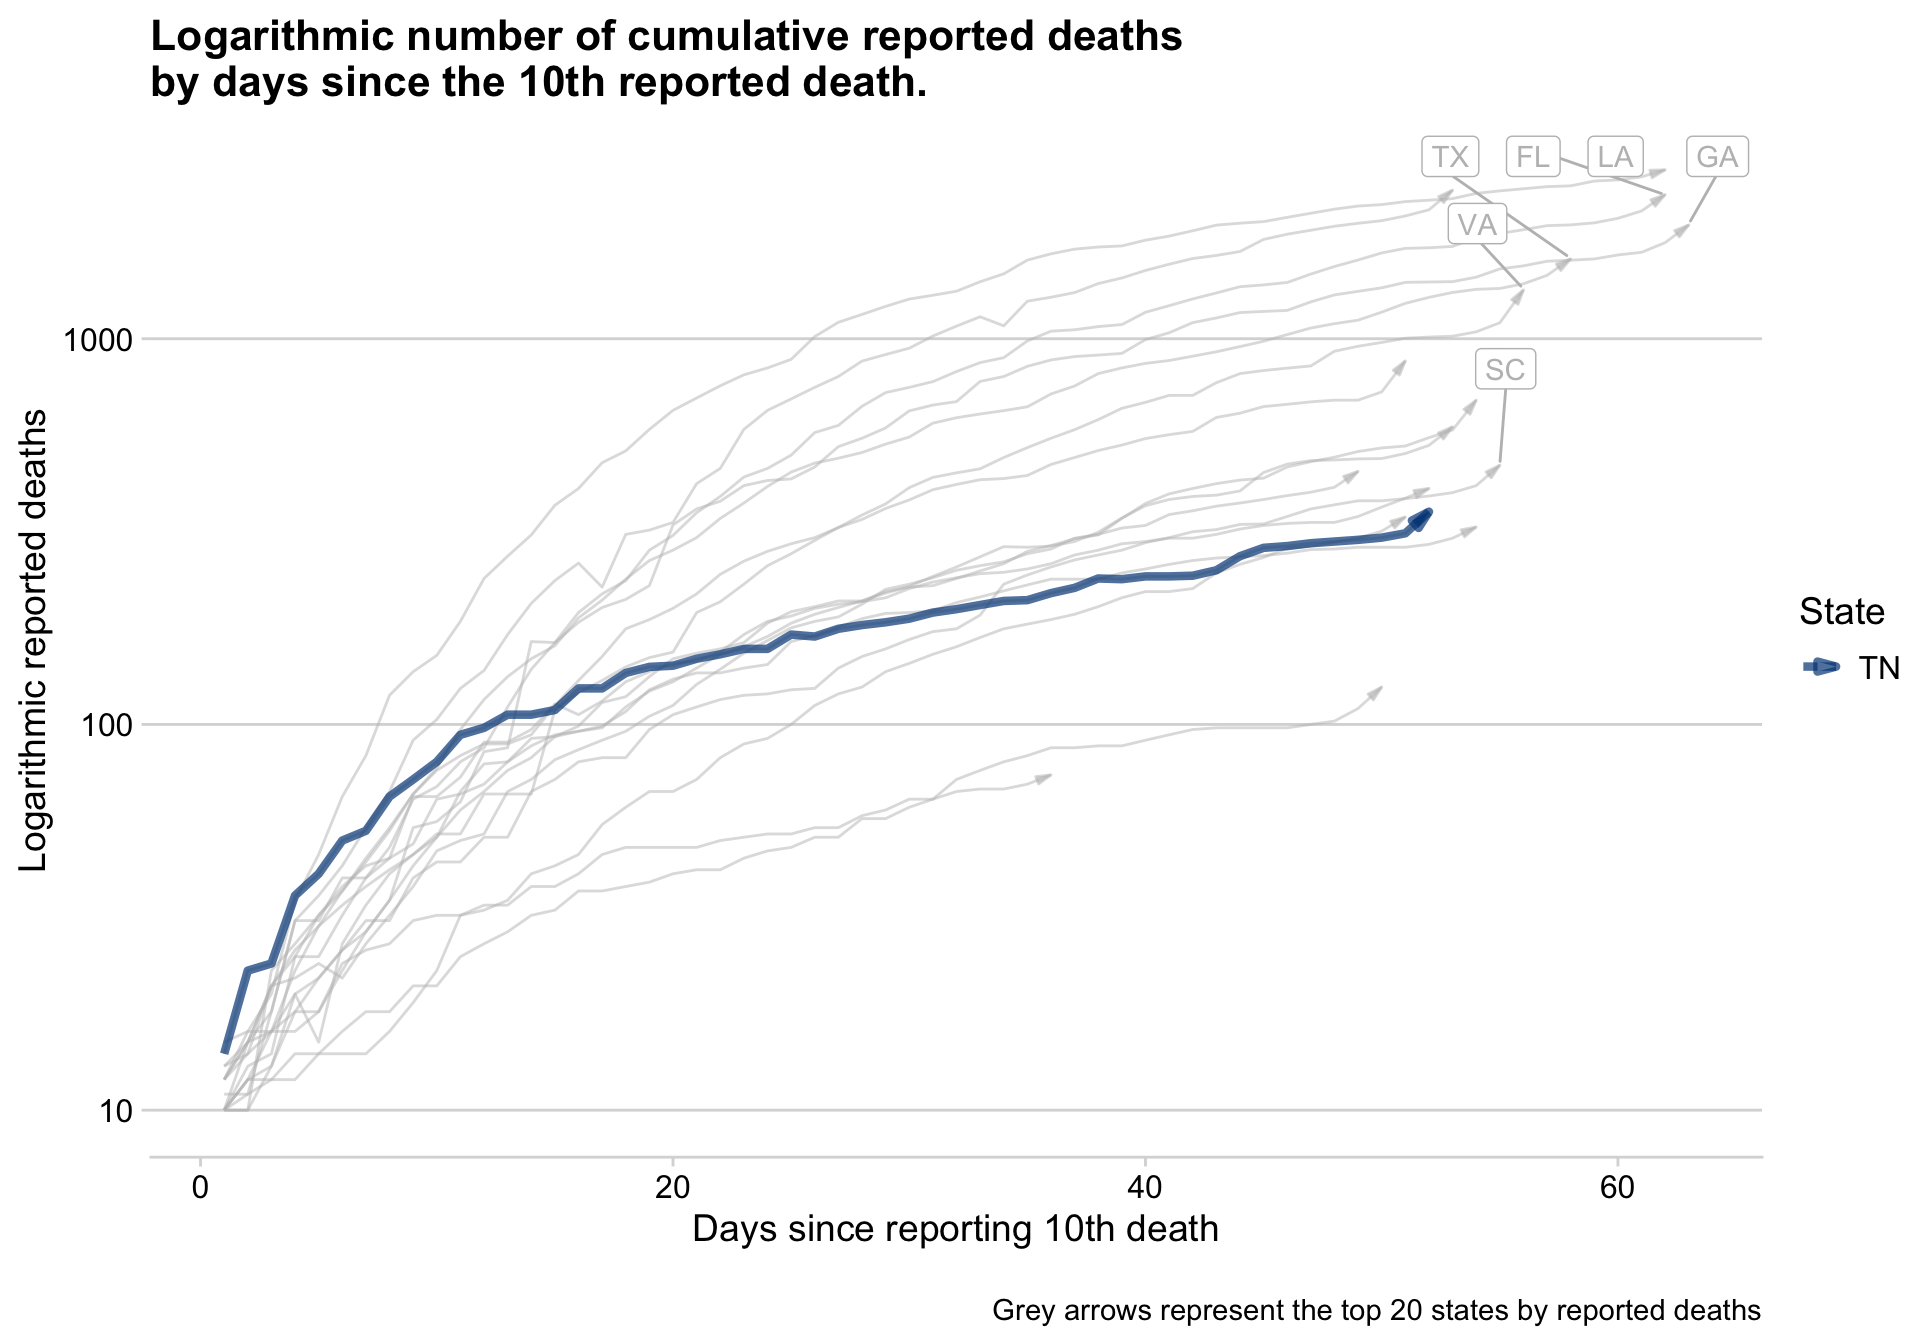 Logarithmic number of cumulative reported deaths
by days since the 10th reported death.
TX
FL
LA
GA
VA
SC
1000
100
10
Logarithmic reported deaths
0
20
40
60
Days since reporting 10th death
State
TN
Grey arrows represent the top 20 states by reported deaths